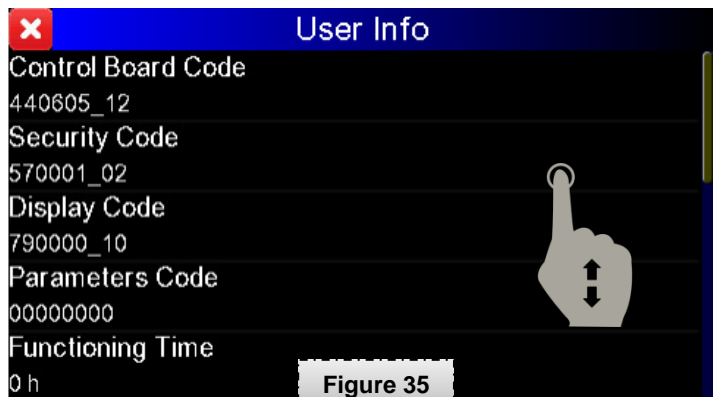 User Info
Control Board Code
440605_12
Security Code
570001_02
Display Code
790000_10
Parameters Code
00000000
Functioning Time
0 h
Figure 35